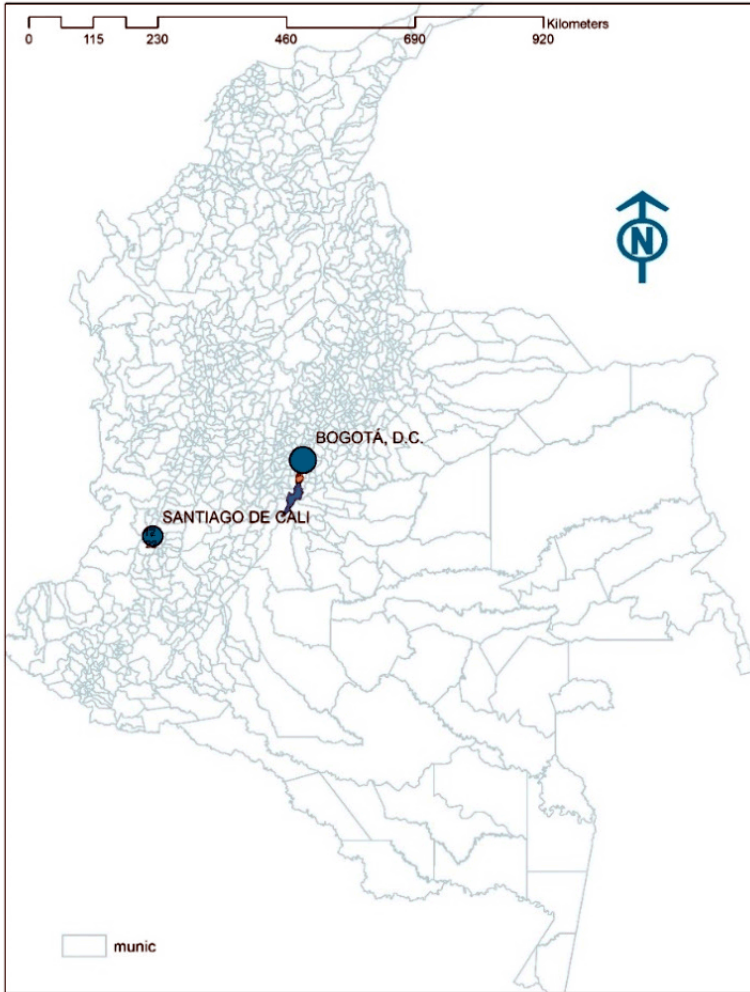 Kilometers
0 115 230 460 690 920
N
BOGOTÁ, D.C.
SANTIAGO DE CALI
munic